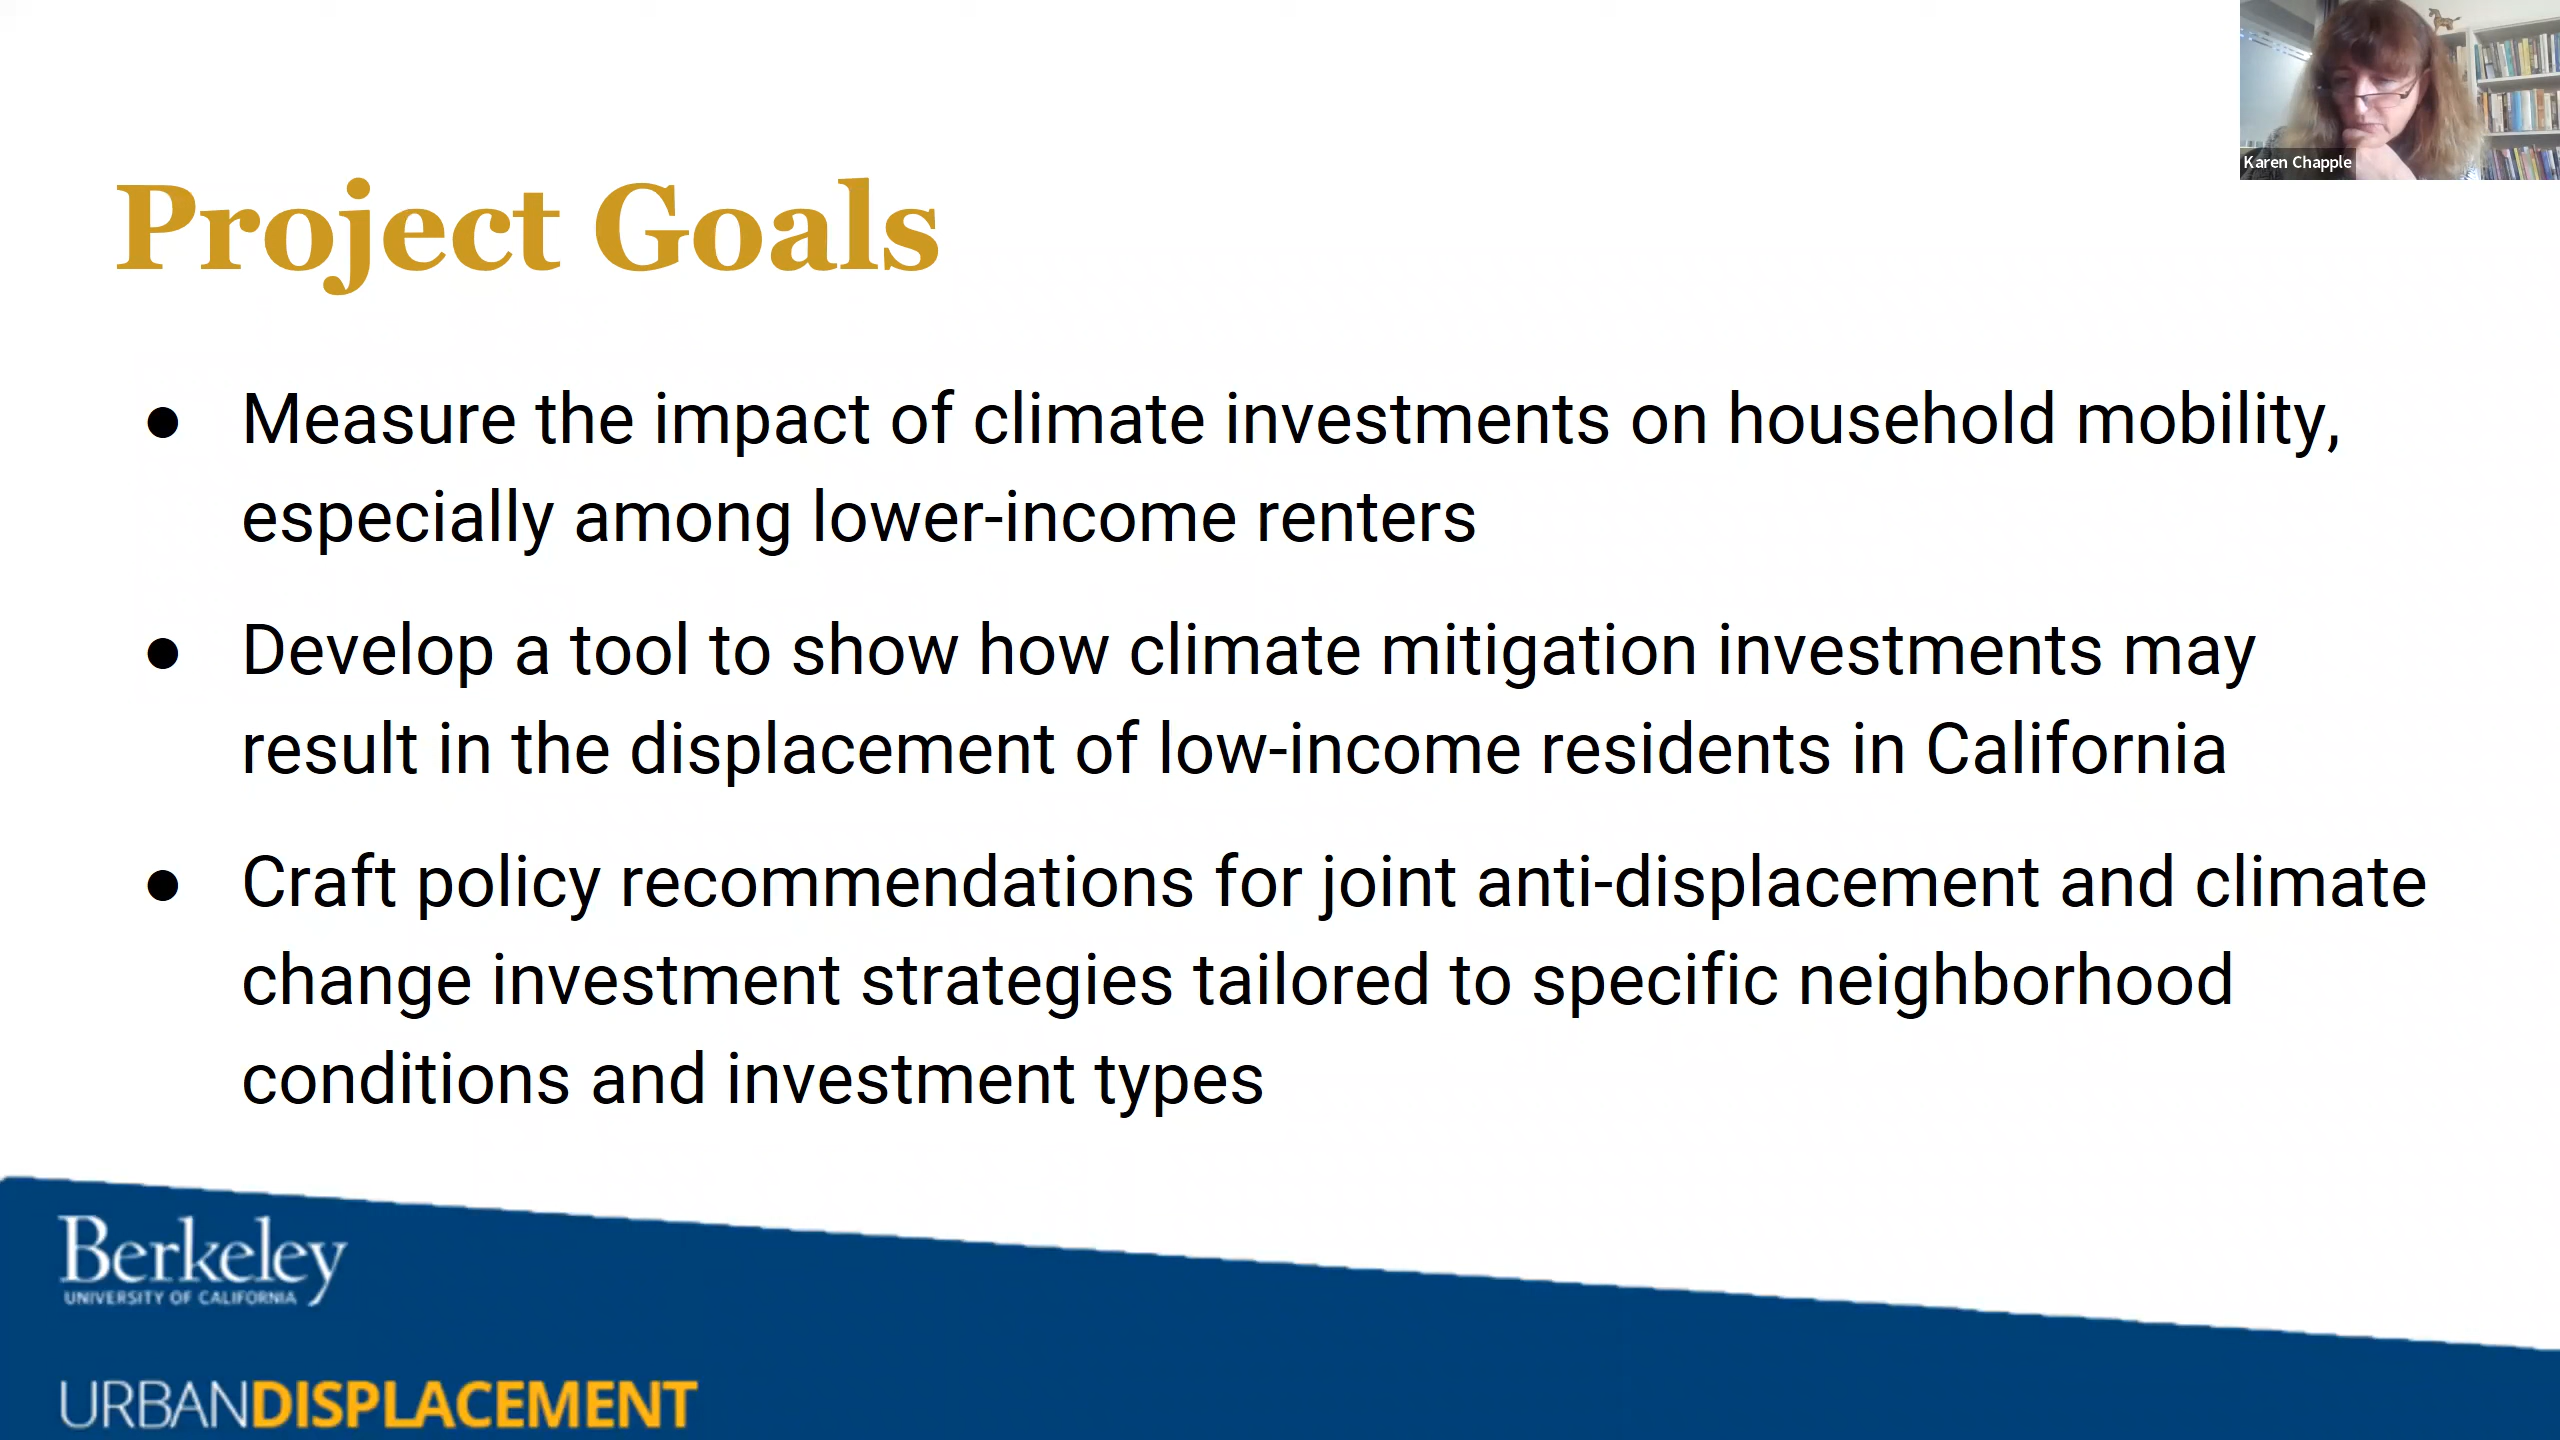 Karen Chapple
Project Goals
● Measure the impact of climate investments on household mobility,
especially among lower-income renters
● Develop a tool to show how climate mitigation investments may
result in the displacement of low-income residents in California
● Craft policy recommendations for joint anti-displacement and climate
change investment strategies tailored to specific neighborhood
conditions and investment types
Berkeley
UNIVERSITY OF CALIFORNIA
URBANDISPLACEMENT